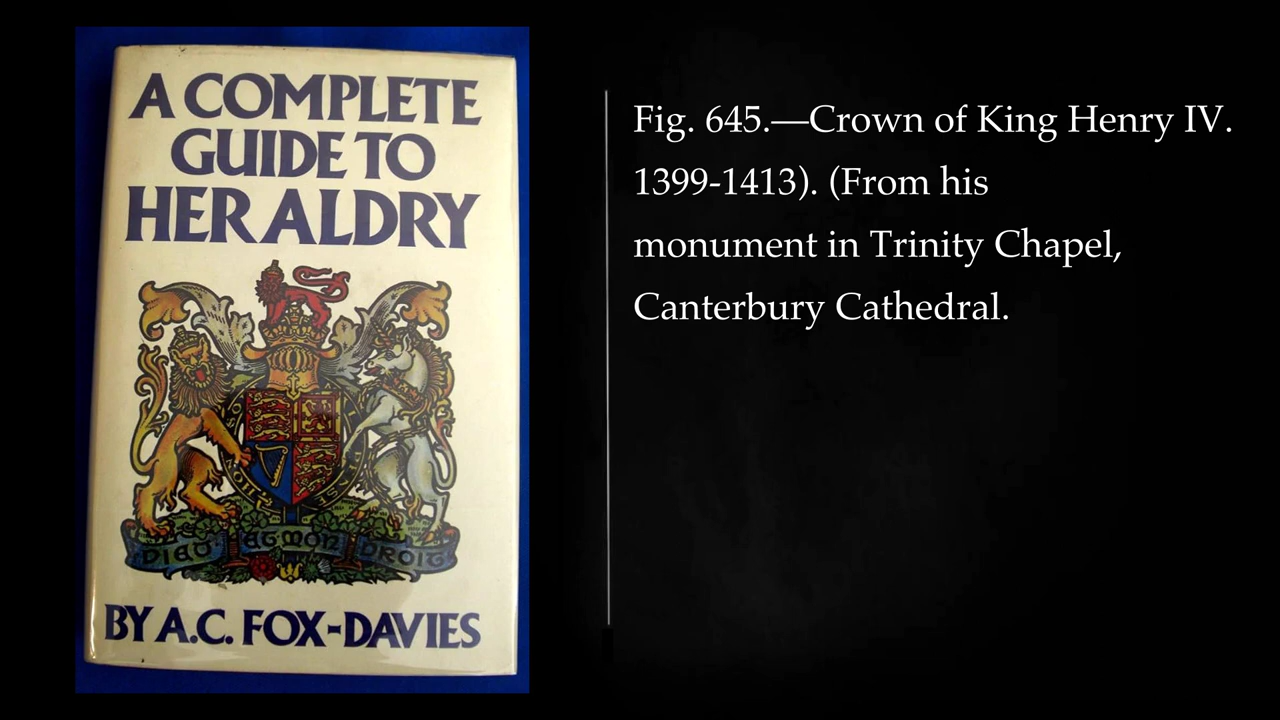 A COMPLETE
GUIDE TO
HERALDRY
DIEU ET MON DROIT
BY A.C. FOX-DAVIES
Fig. 645.—Crown of King Henry IV.
1399-1413). (From his
monument in Trinity Chapel,
Canterbury Cathedral.